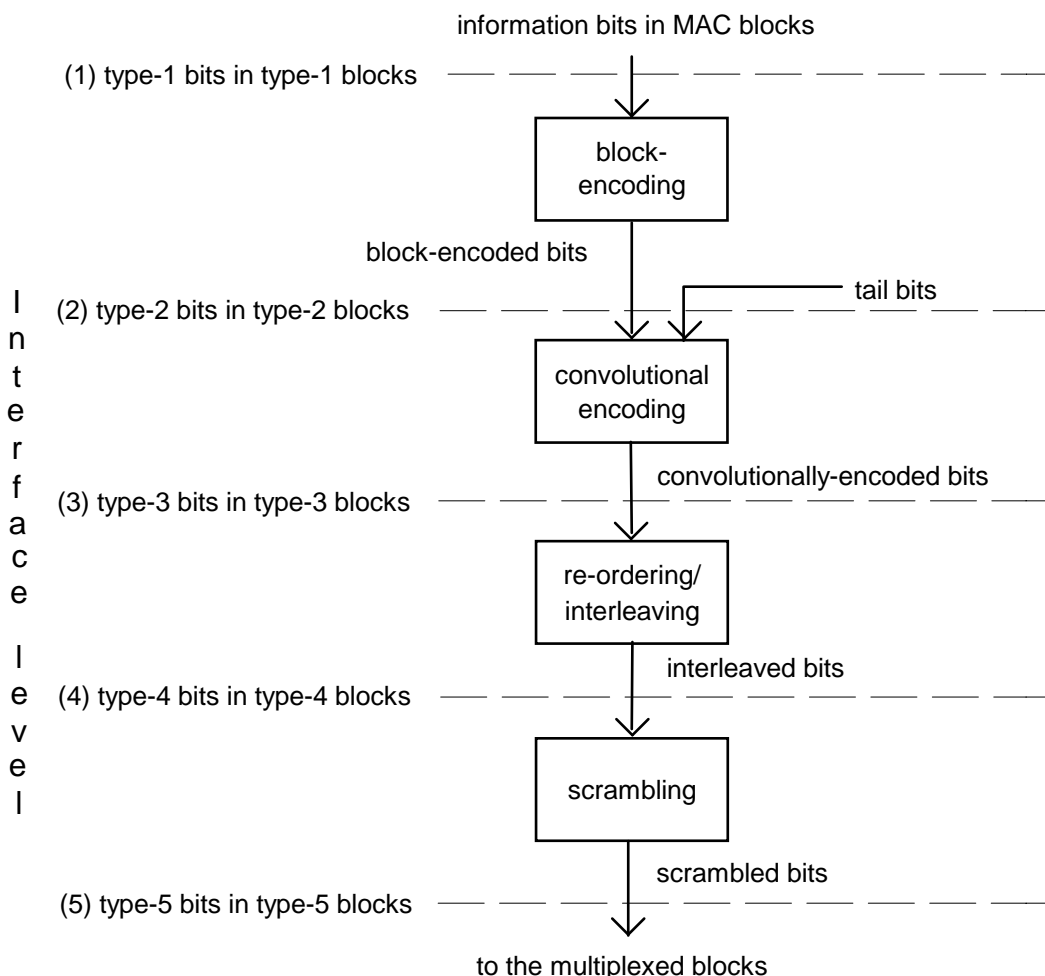 information bits in MAC blocks
(1) type-1 bits in type-1 blocks
block-
encoding
block-encoded bits
tail bits
(2) type-2 bits in type-2 blocks
convolutional
encoding
convolutionally-encoded bits
(3) type-3 bits in type-3 blocks
re-ordering/
interleaving
interleaved bits
(4) type-4 bits in type-4 blocks
scrambling
scrambled bits
(5) type-5 bits in type-5 blocks
to the multiplexed blocks
Interface level